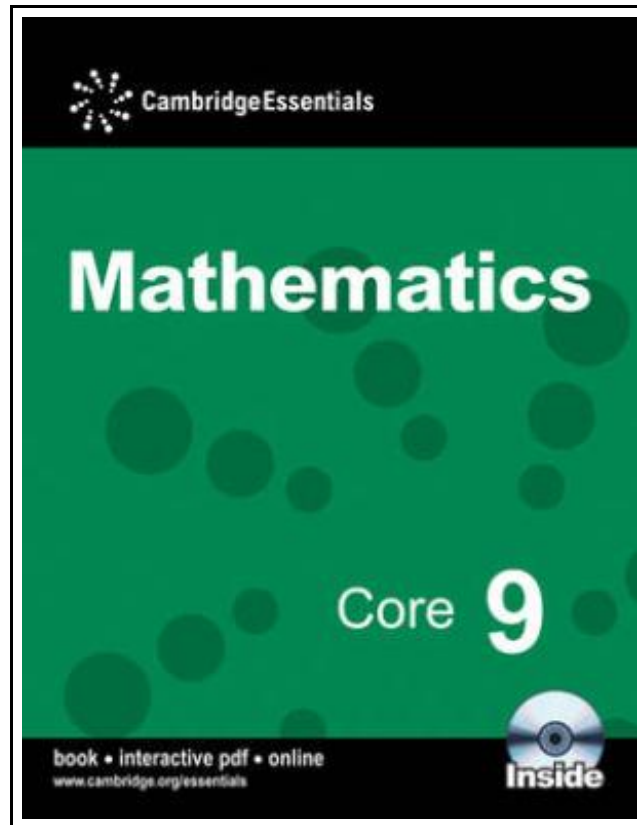 CambridgeEssentials
Mathematics
Core 9
book • interactive pdf • online
www.cambridge.org/essentials
Inside